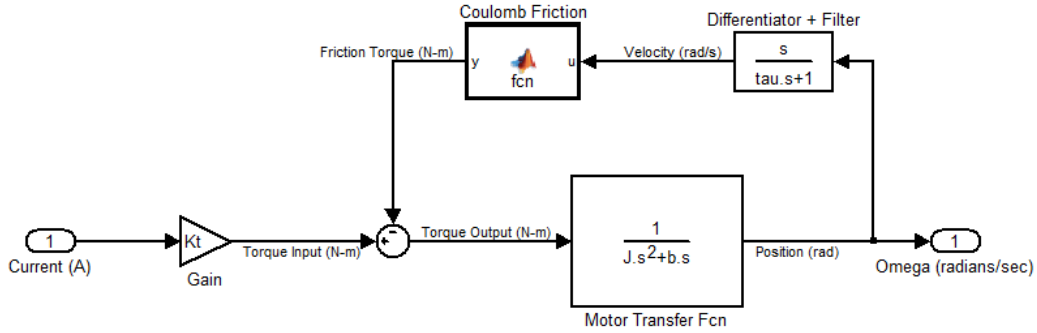 Coulomb Friction
Differentiator + Filter
Friction Torque (N-m)
y
fcn
u
Velocity (rad/s)
s
tau.s+1
1
Current (A)
Kt
Gain
Torque Input (N-m)
Torque Output (N-m)
1
J.s2+b.s
Motor Transfer Fcn
Position (rad)
1
Omega (radians/sec)